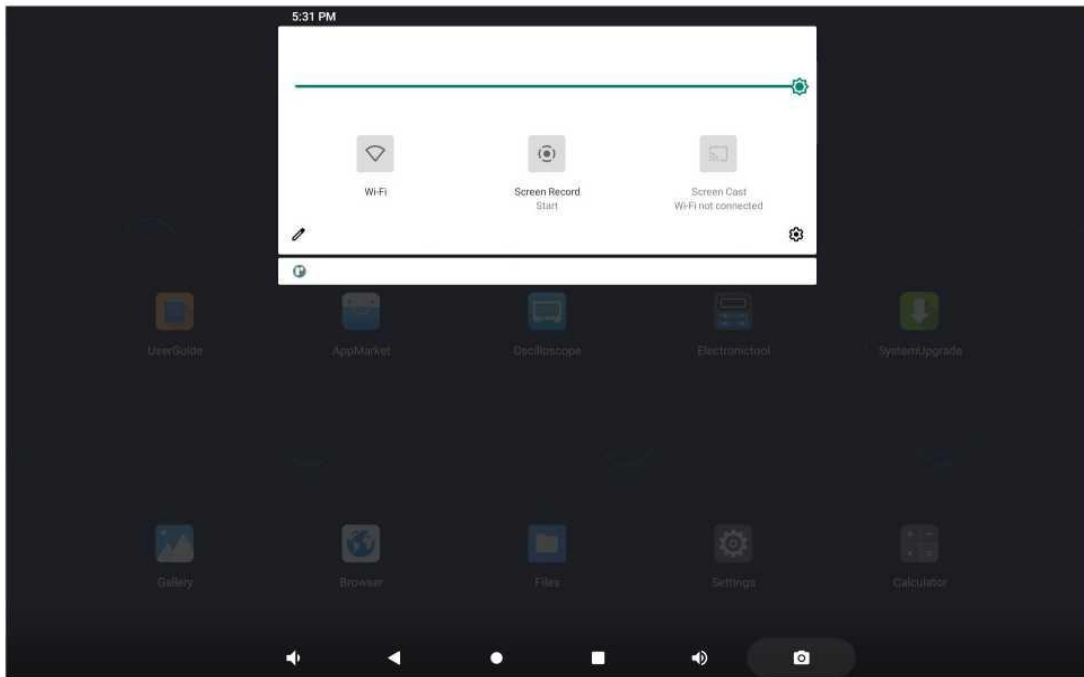 5:31 PM
Wi-Fi
Screen Record
Start
Screen Cast
Wi-Fi not connected
UserGuide
AppMarket
Oscilloscope
Electronictool
SystemUpgrade
Gallery
Browser
Files
Settings
Calculator